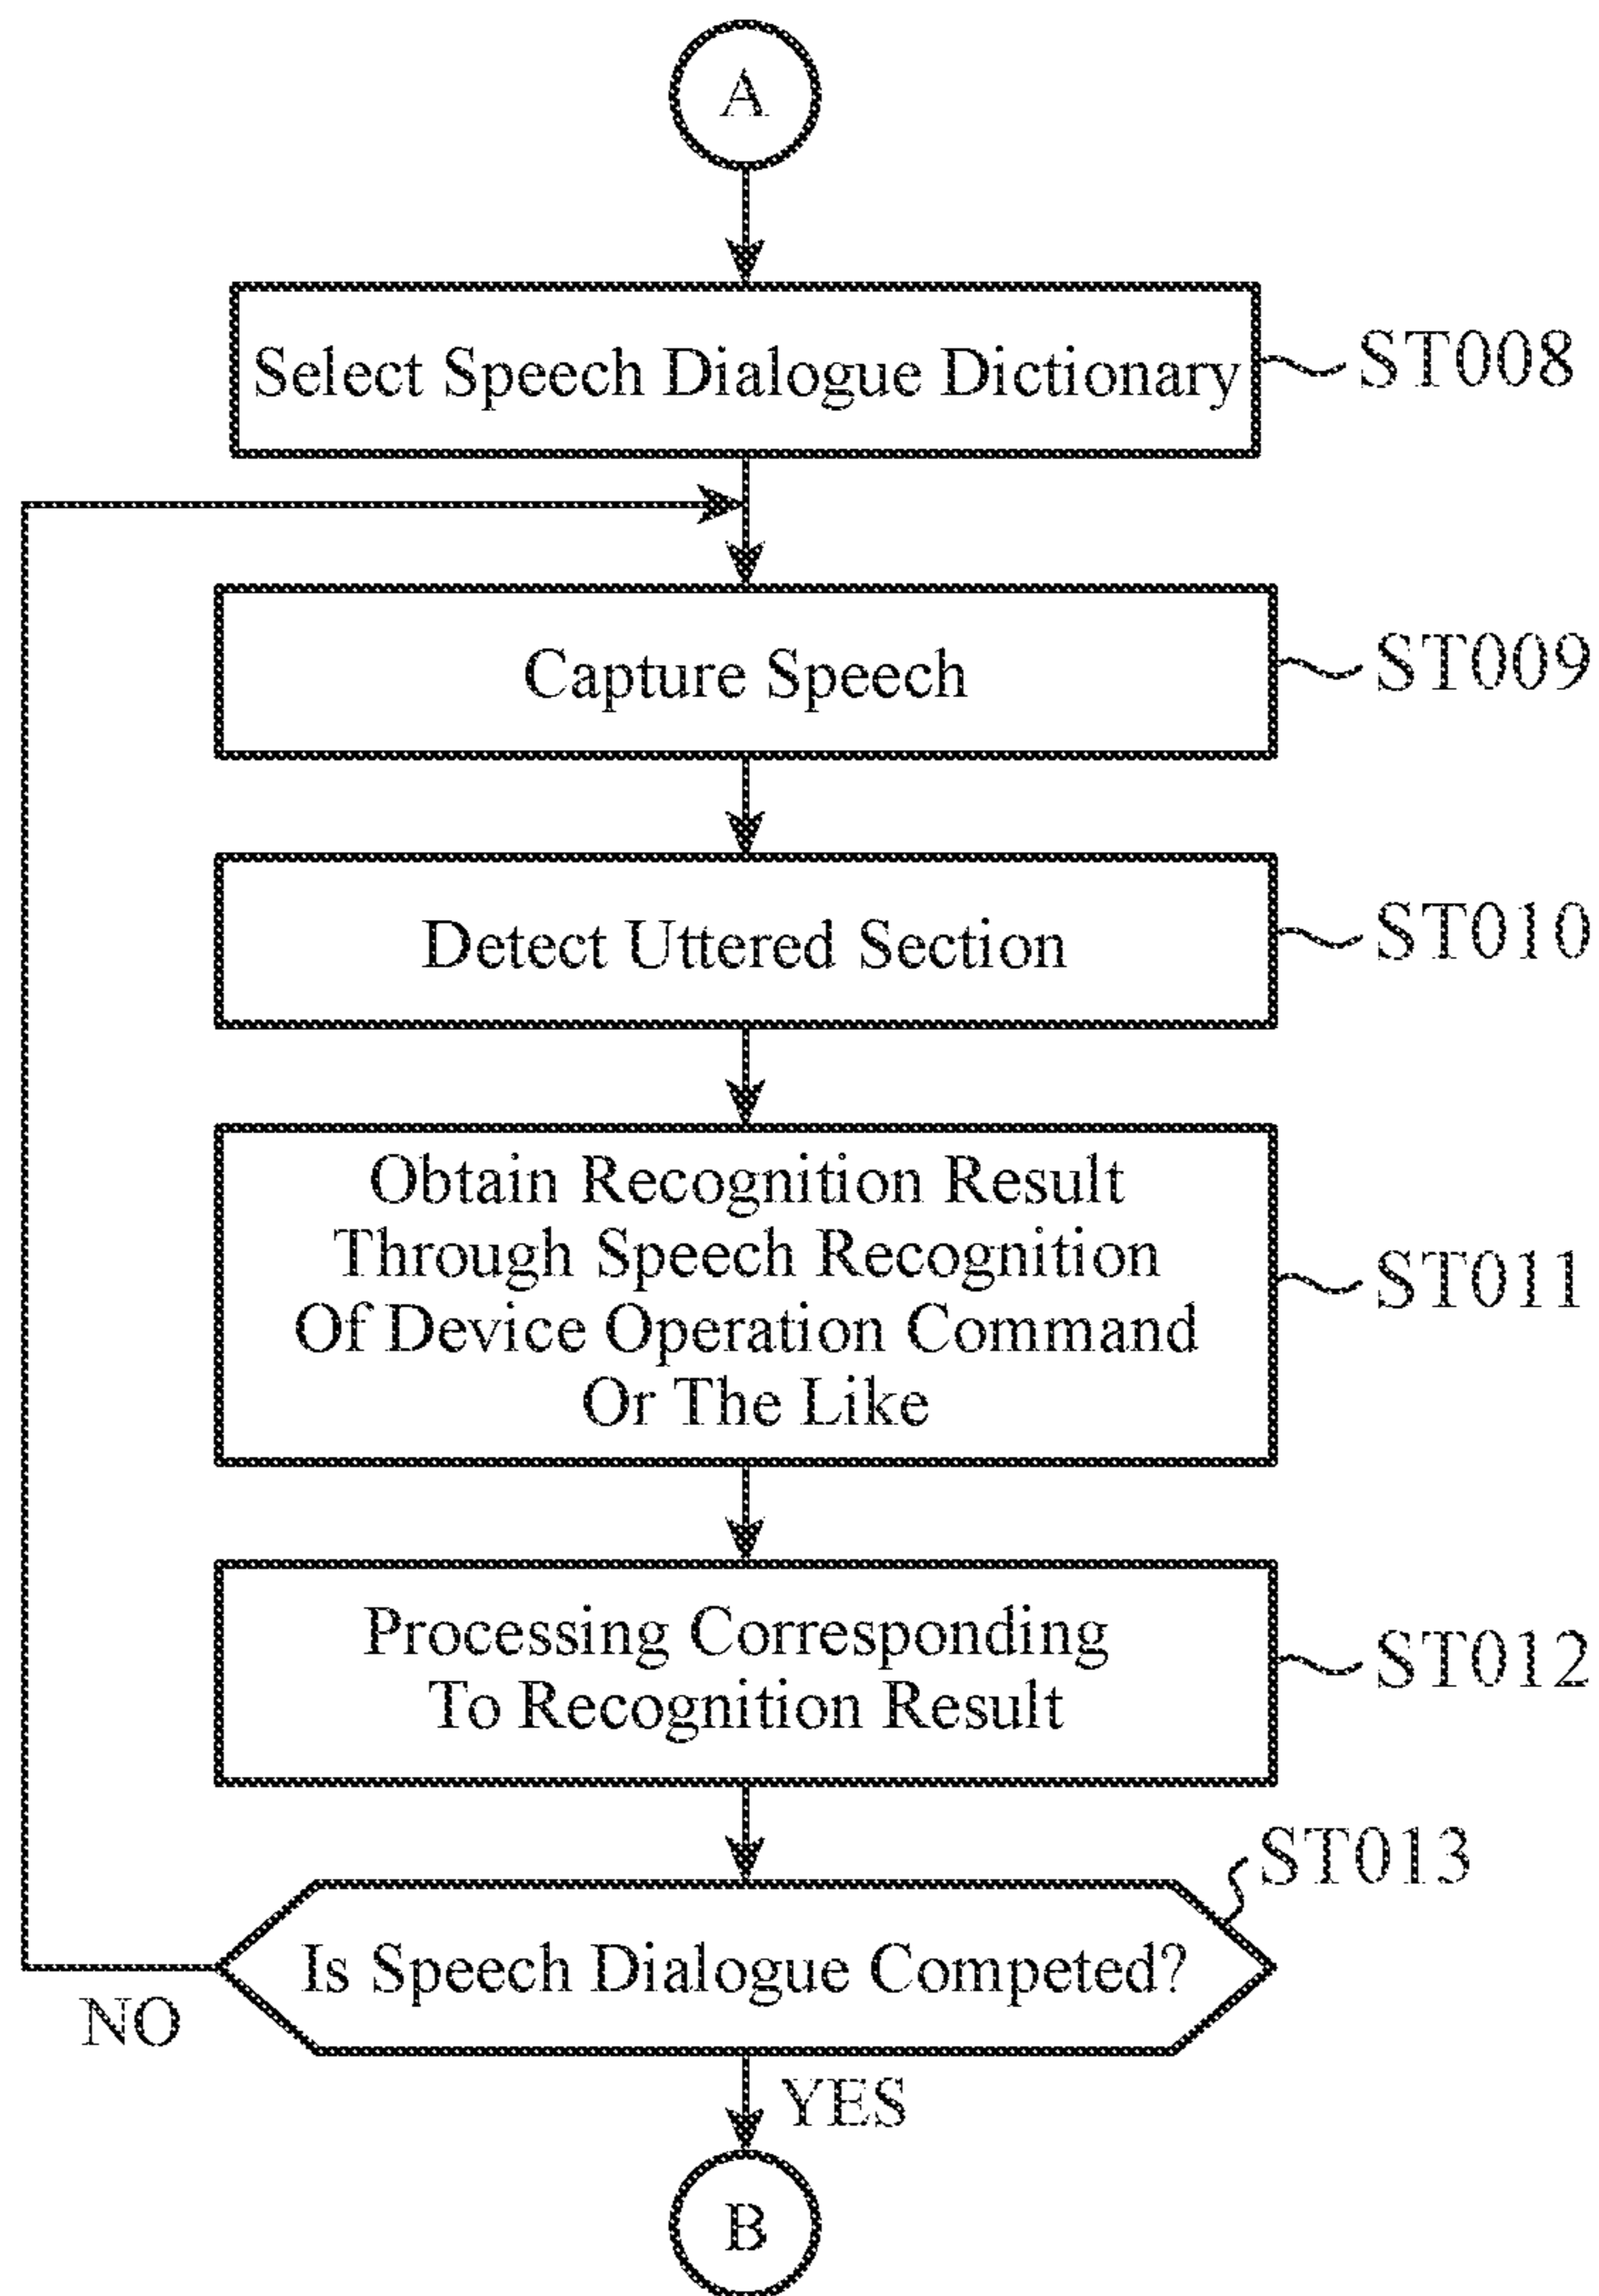 A
Select Speech Dialogue Dictionary
ST008
Capture Speech
ST009
Detect Uttered Section
ST010
Obtain Recognition Result
Through Speech Recognition
Of Device Operation Command
Or The Like
ST011
Processing Corresponding
To Recognition Result
ST012
ST013
Is Speech Dialogue Competed?
NO
YES
B